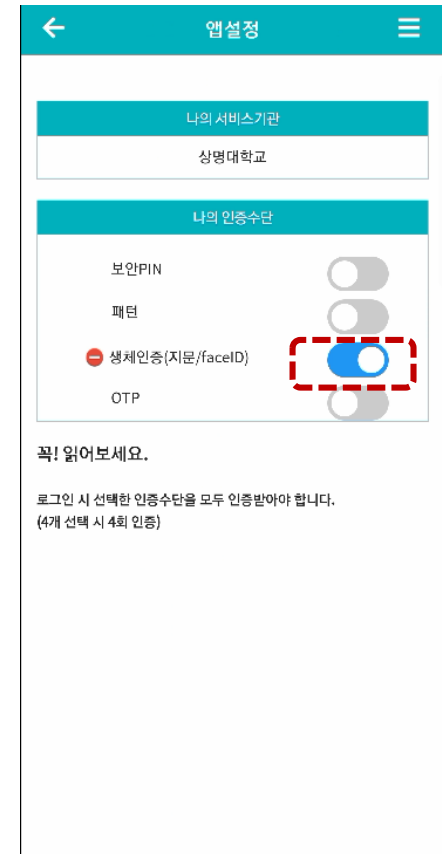 앱설정
나의 서비스기관
상명대학교
나의 인증수단
보안PIN
패턴
생체인증(지문/faceID)
OTP
꼭! 읽어보세요.
로그인 시 선택한 인증수단을 모두 인증받아야 합니다.
(4개 선택 시 4회 인증)